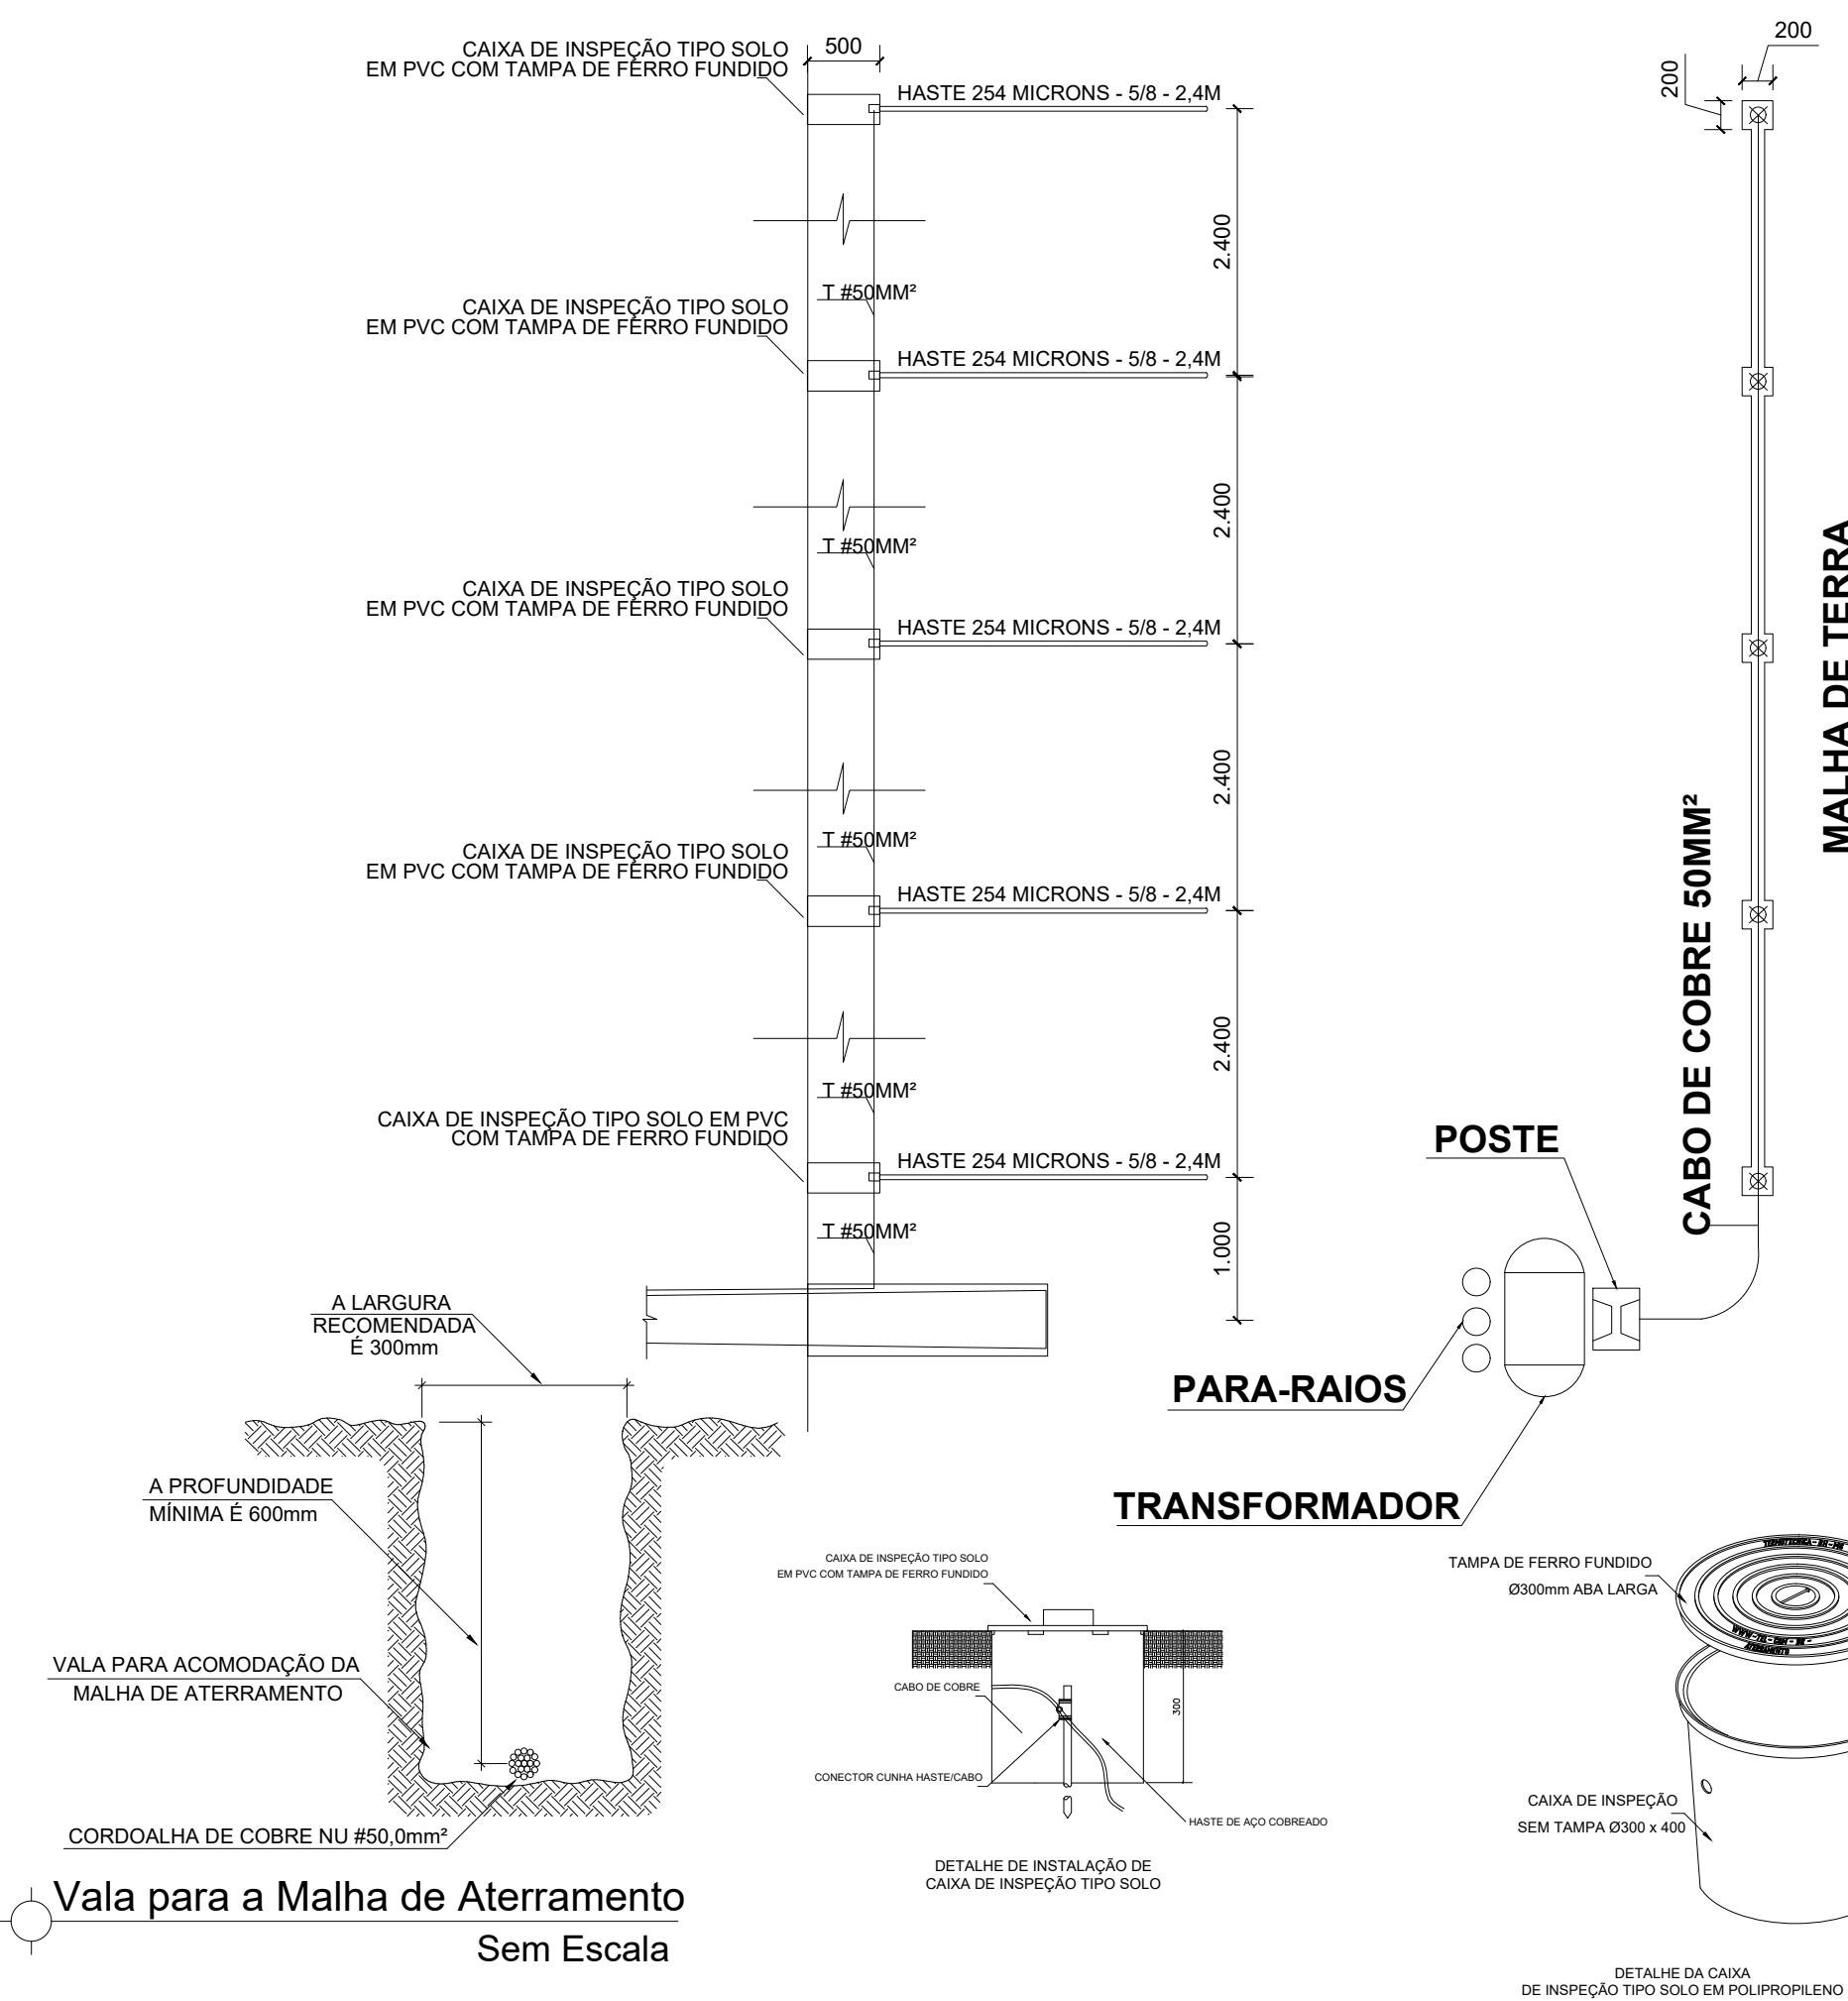 500
CAIXA DE INSPEÇÃO TIPO SOLO
EM PVC COM TAMPA DE FERRO FUNDIDO
HASTE 254 MICRONS - 5/8 - 2,4M
2.400
T #50MM²
CAIXA DE INSPEÇÃO TIPO SOLO
EM PVC COM TAMPA DE FERRO FUNDIDO
HASTE 254 MICRONS - 5/8 - 2,4M
2.400
T #50MM²
CAIXA DE INSPEÇÃO TIPO SOLO
EM PVC COM TAMPA DE FERRO FUNDIDO
HASTE 254 MICRONS - 5/8 - 2,4M
2.400
T #50MM²
CAIXA DE INSPEÇÃO TIPO SOLO
EM PVC COM TAMPA DE FERRO FUNDIDO
HASTE 254 MICRONS - 5/8 - 2,4M
2.400
T #50MM²
CAIXA DE INSPEÇÃO TIPO SOLO EM PVC
COM TAMPA DE FERRO FUNDIDO
HASTE 254 MICRONS - 5/8 - 2,4M
T #50MM²
1.000
200
200
MALHA DE TERRA
CABO DE COBRE 50MM²
POSTE
PARA-RAIOS
TRANSFORMADOR
A LARGURA
RECOMENDADA
É 300mm
A PROFUNDIDADE
MÍNIMA É 600mm
VALA PARA ACOMODAÇÃO DA
MALHA DE ATERRAMENTO
CORDOALHA DE COBRE NU #50,0mm²
Vala para a Malha de Aterramento
Sem Escala
CAIXA DE INSPEÇÃO TIPO SOLO
EM PVC COM TAMPA DE FERRO FUNDIDO
CABO DE COBRE
300
CONECTOR CUNHA HASTE/CABO
HASTE DE AÇO COBREADO
DETALHE DE INSTALAÇÃO DE
CAIXA DE INSPEÇÃO TIPO SOLO
TAMPA DE FERRO FUNDIDO
Ø300mm ABA LARGA
CAIXA DE INSPEÇÃO
SEM TAMPA Ø300 x 400
DETALHE DA CAIXA
DE INSPEÇÃO TIPO SOLO EM POLIPROPILENO